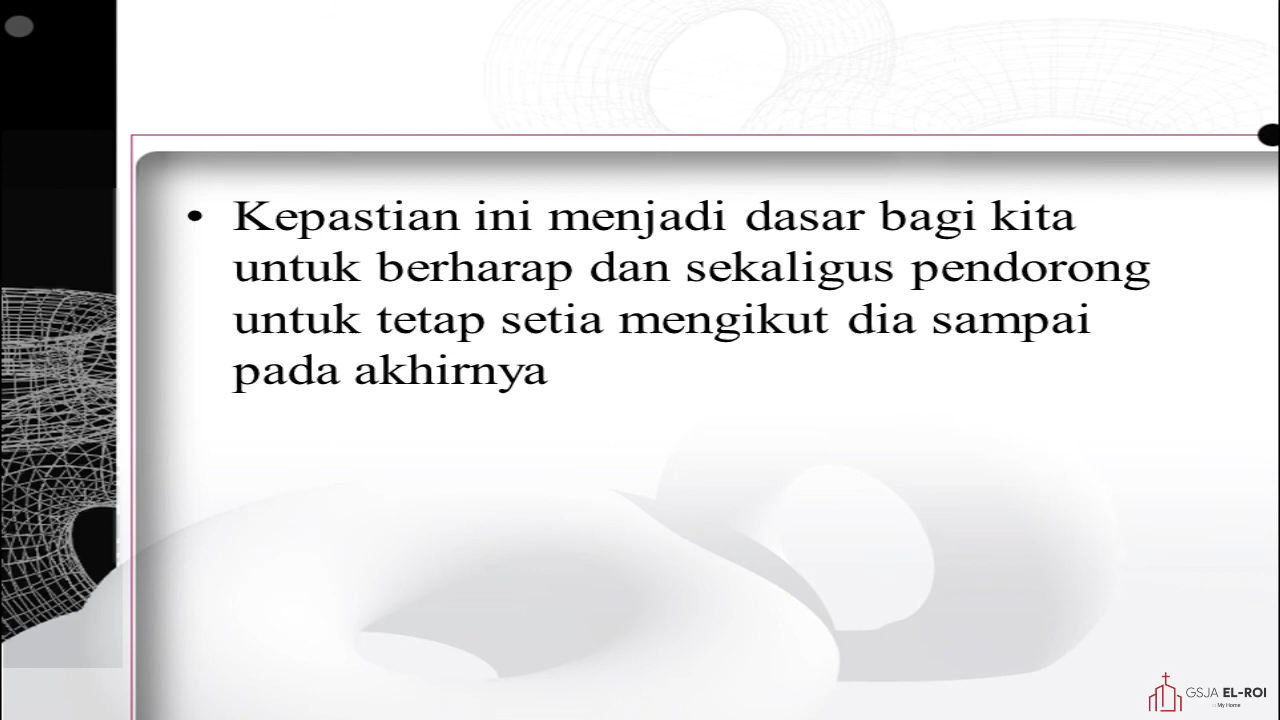 • Kepastian ini menjadi dasar bagi kita
untuk berharap dan sekaligus pendorong
untuk tetap setia mengikut dia sampai
pada akhirnya
GSJA EL-ROI
My Home